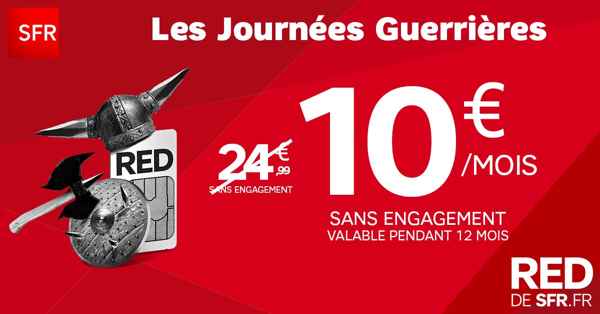 SFR
Les Journées Guerrières
RED
24€,99
SANS ENGAGEMENT
10€/MOIS
SANS ENGAGEMENT
VALABLE PENDANT 12 MOIS
RED
DE SFR.FR